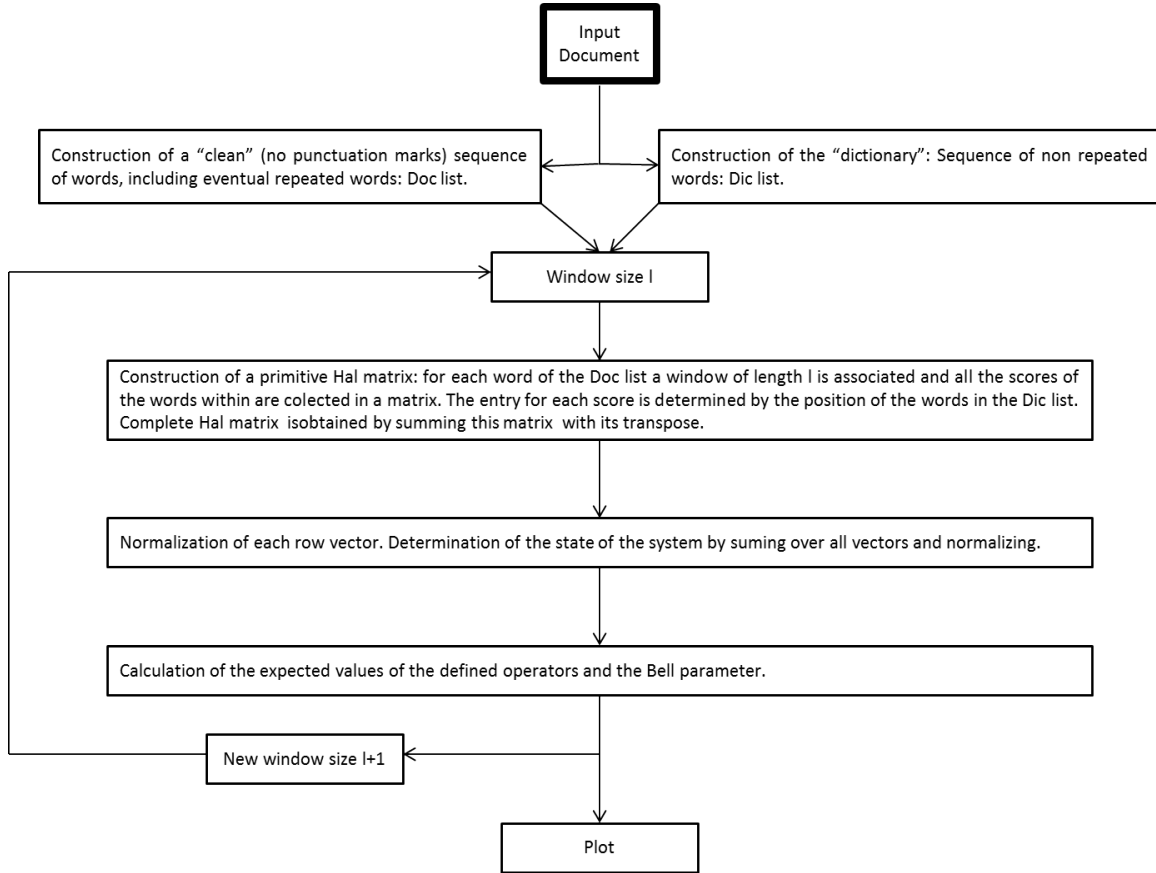 Input
Document
Construction of a “clean” (no punctuation marks) sequence
of words, including eventual repeated words: Doc list.
Construction of the “dictionary”: Sequence of non repeated
words: Dic list.
Window size l
Construction of a primitive Hal matrix: for each word of the Doc list a window of length l is associated and all the scores of
the words within are colected in a matrix. The entry for each score is determined by the position of the words in the Dic list.
Complete Hal matrix isobtained by summing this matrix with its transpose.
Normalization of each row vector. Determination of the state of the system by suming over all vectors and normalizing.
Calculation of the expected values of the defined operators and the Bell parameter.
New window size l+1
Plot